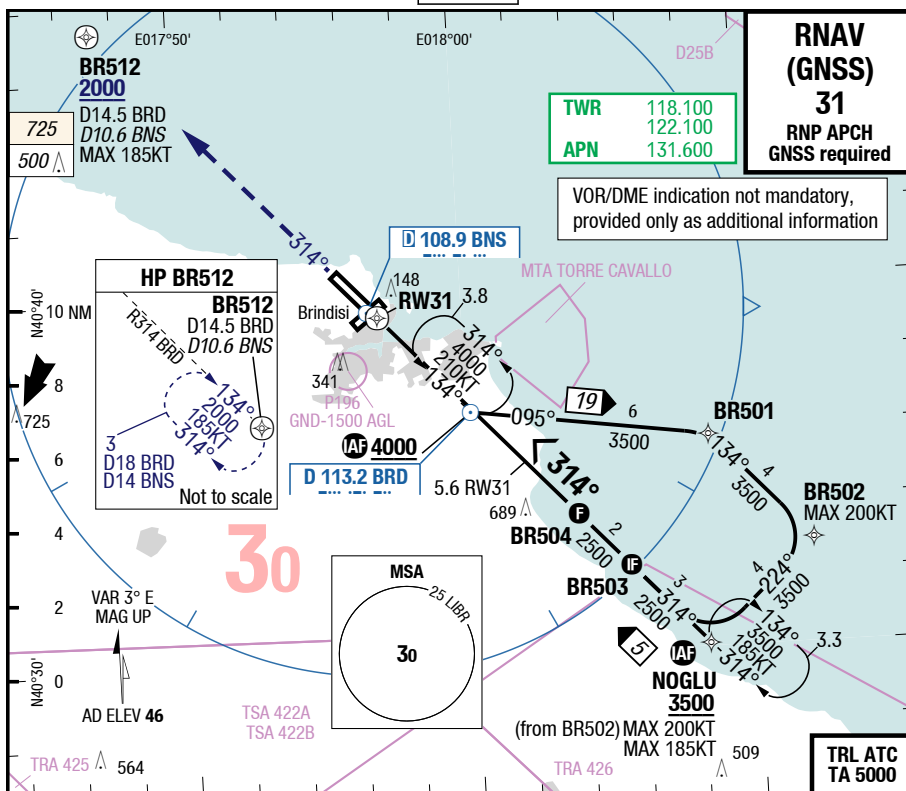 E017°50'
E018°00'
D25B
BR512
2000
D14.5 BRD
D10.6 BNS
MAX 185KT
725
500
RNAV
(GNSS)
31
RNP APCH
GNSS required
TWR 118.100
122.100
APN 131.600
VOR/DME indication not mandatory,
provided only as additional information
314°
D 108.9 BNS
MTA TORRE CAVALLO
HP BR512
BR512
D14.5 BRD
D10.6 BNS
R314 BRD
134°
2000
185KT
314°
3
D18 BRD
D14 BNS
Not to scale
N40°40'
10 NM
8
6
4
2
0
N40°30'
725
Brindisi
148
RW31
3.8
314°
4000
210KT
134°
341
P196
GND-1500 AGL
IAF 4000
D 113.2 BRD
095°
19
6
3500
BR501
134°
4
3500
BR502
MAX 200KT
5.6 RW31
314°
689
F
BR504
2
2500
IF
BR503
3
314°
2500
4
224°
3500
134°
3500
185KT
314°
3.3
5
IAF
NOGLU
3500
(from BR502) MAX 200KT
MAX 185KT
30
MSA
25 LIBR
30
VAR 3° E
MAG UP
AD ELEV 46
TSA 422A
TSA 422B
TRA 425
564
TRA 426
509
TRL ATC
TA 5000